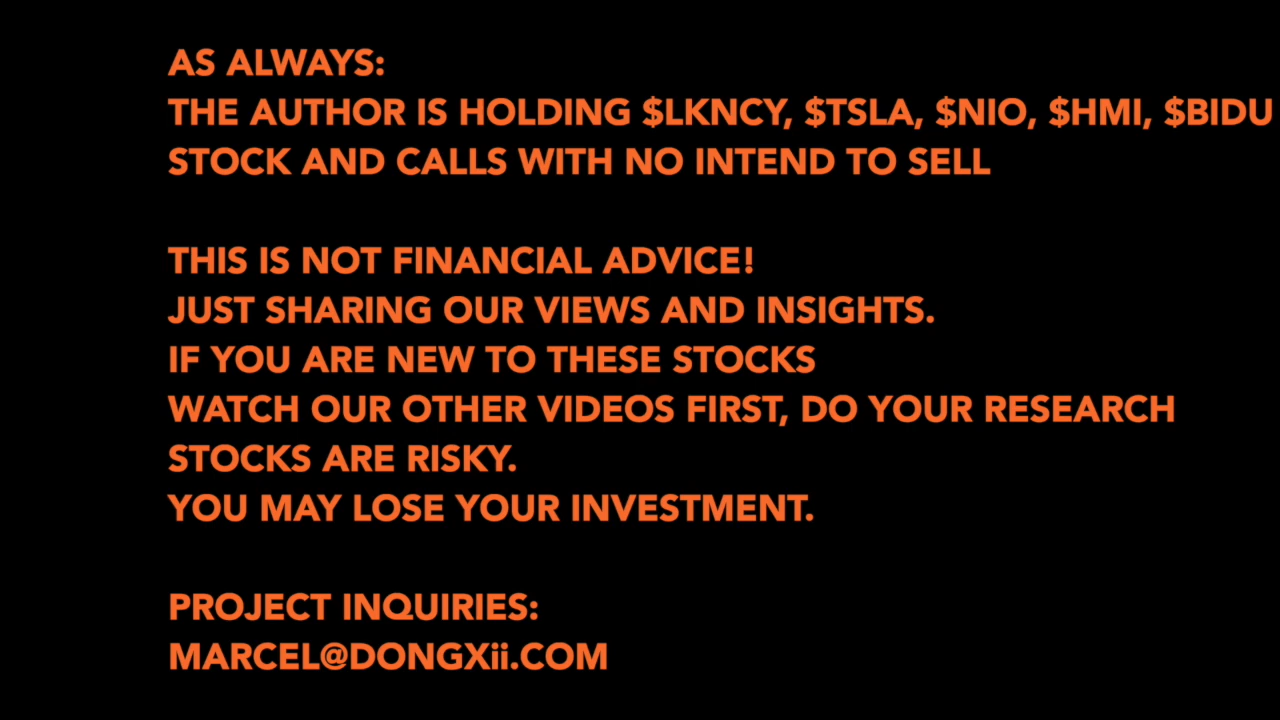 AS ALWAYS:
THE AUTHOR IS HOLDING $LKNCY, $TSLA, $NIO, $HMI, $BIDU
STOCK AND CALLS WITH NO INTEND TO SELL
THIS IS NOT FINANCIAL ADVICE!
JUST SHARING OUR VIEWS AND INSIGHTS.
IF YOU ARE NEW TO THESE STOCKS
WATCH OUR OTHER VIDEOS FIRST, DO YOUR RESEARCH
STOCKS ARE RISKY.
YOU MAY LOSE YOUR INVESTMENT.
PROJECT INQUIRIES:
MARCEL@DONGXii.COM